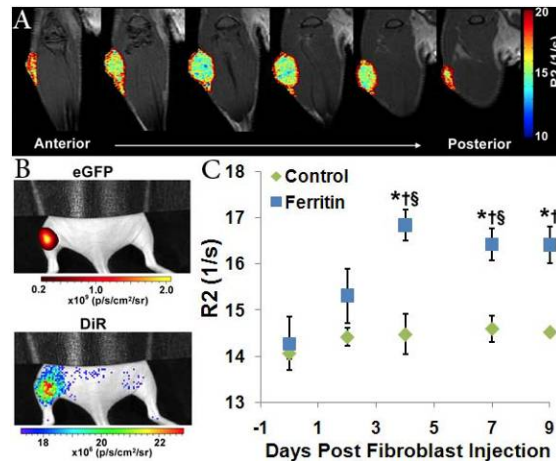 A
R2 (1/s)
20
15
10
Anterior
Posterior
B
eGFP
0.2 1.0 2.0
x10⁹ (p/s/cm²/sr)
DiR
18 20 22
x10⁶ (p/s/cm²/sr)
C
Control
Ferritin
*†§ *†§ *†
R2 (1/s)
18
17
16
15
14
13
-1 1 3 5 7 9
Days Post Fibroblast Injection